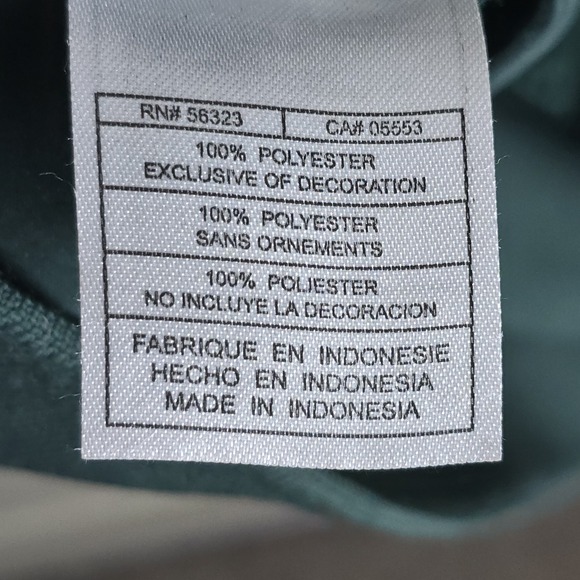 RN# 56323 CA# 05553
100% POLYESTER
EXCLUSIVE OF DECORATION
100% POLYESTER
SANS ORNEMENTS
100% POLIESTER
NO INCLUYE LA DECORACION
FABRIQUE EN INDONESIE
HECHO EN INDONESIA
MADE IN INDONESIA